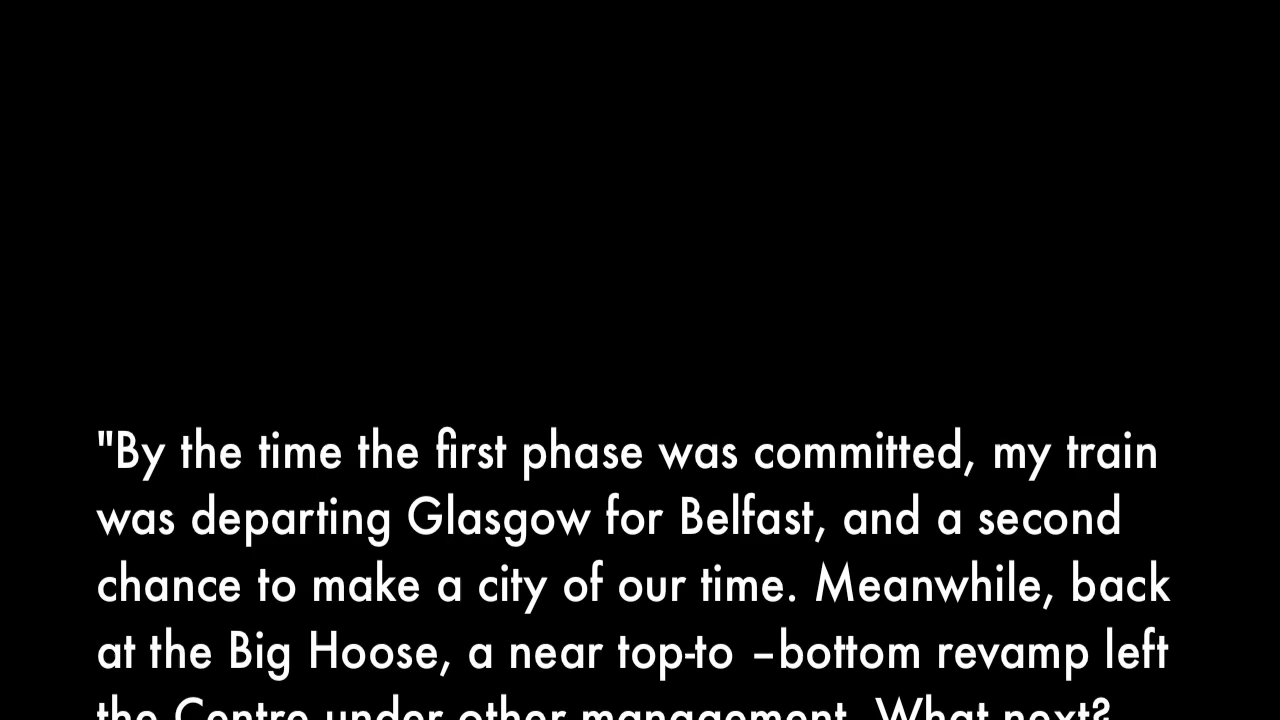 "By the time the first phase was committed, my train
was departing Glasgow for Belfast, and a second
chance to make a city of our time. Meanwhile, back
at the Big Hoose, a near top-to –bottom revamp left
the Centre under other management. What next?